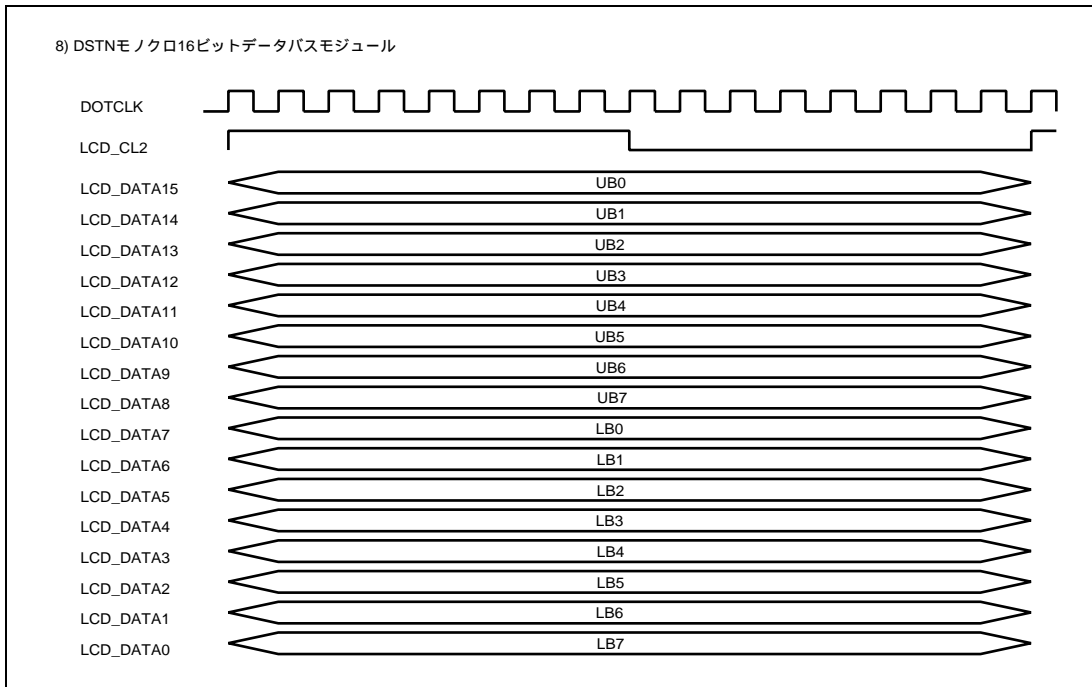 8) DSTNモノクロ16ビットデータバスモジュール
DOTCLK
LCD_CL2
LCD_DATA15 UB0
LCD_DATA14 UB1
LCD_DATA13 UB2
LCD_DATA12 UB3
LCD_DATA11 UB4
LCD_DATA10 UB5
LCD_DATA9 UB6
LCD_DATA8 UB7
LCD_DATA7 LB0
LCD_DATA6 LB1
LCD_DATA5 LB2
LCD_DATA4 LB3
LCD_DATA3 LB4
LCD_DATA2 LB5
LCD_DATA1 LB6
LCD_DATA0 LB7